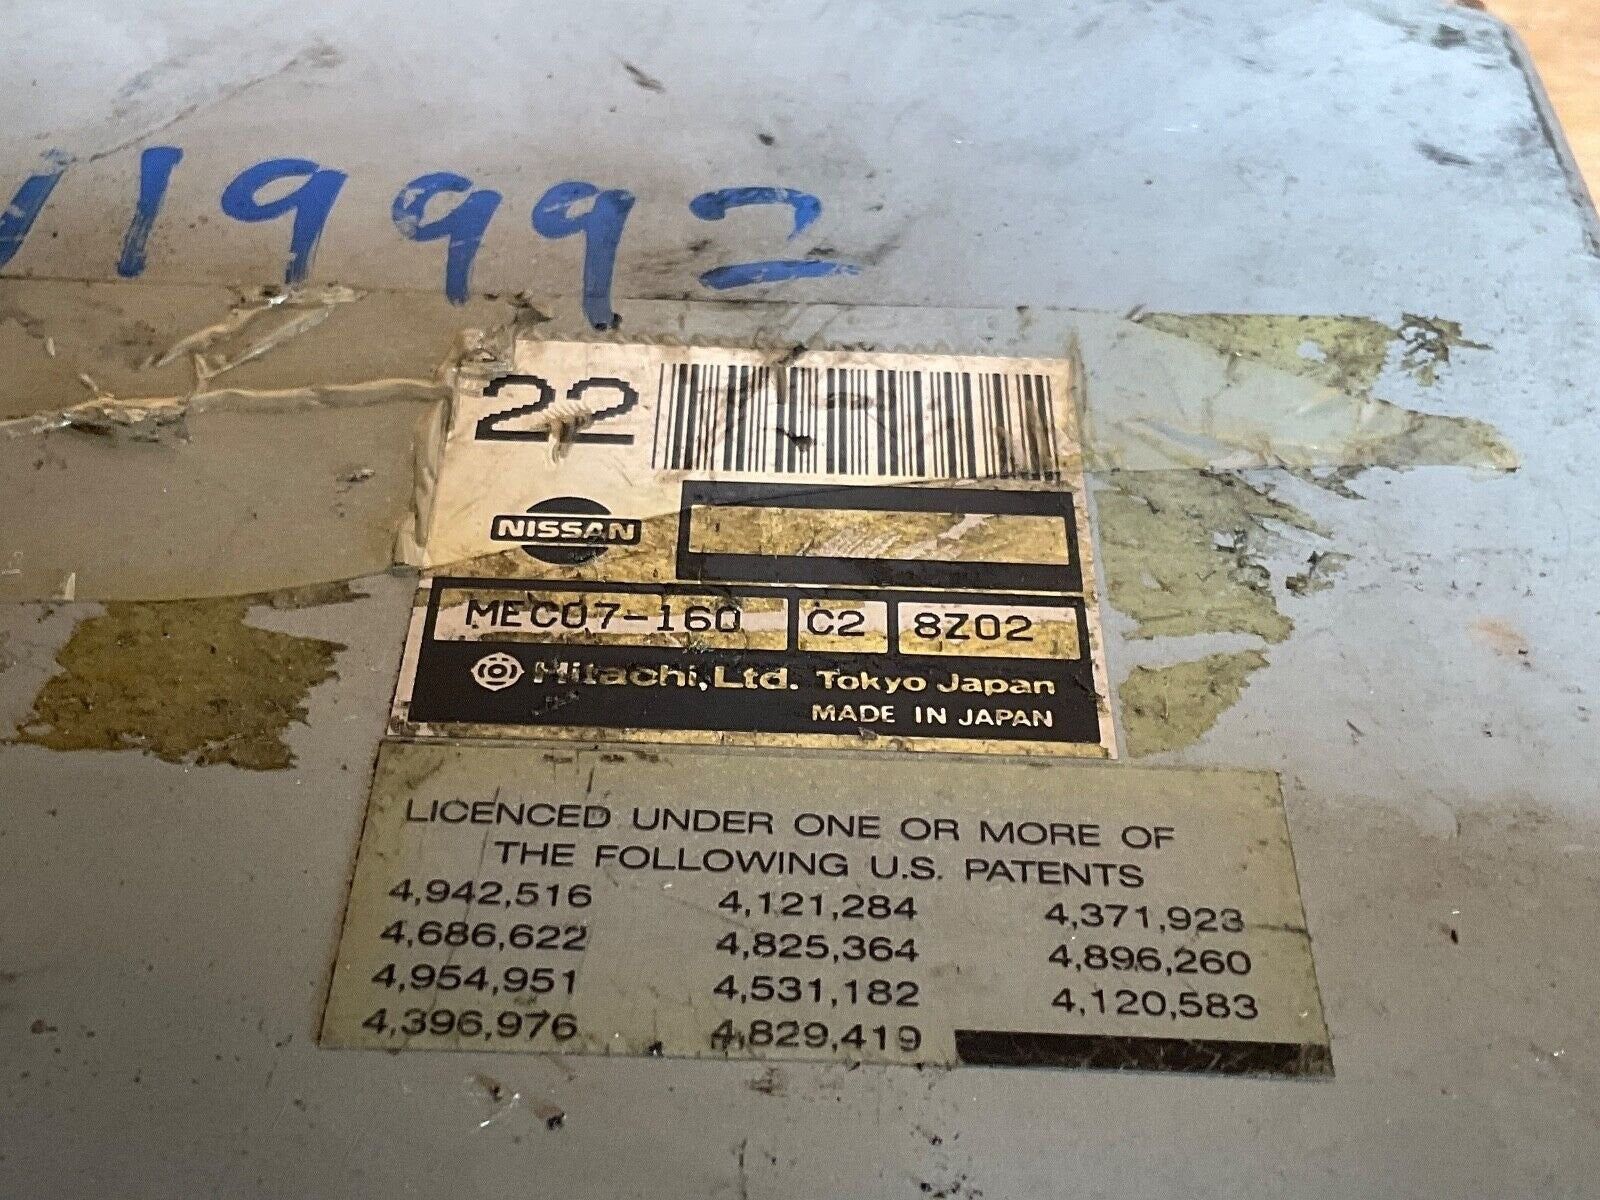 119992
22
NISSAN
MEC07-160 C2 8Z02
Hitachi, Ltd. Tokyo Japan
MADE IN JAPAN
LICENCED UNDER ONE OR MORE OF
THE FOLLOWING U.S. PATENTS
4,942,516 4,121,284 4,371,923
4,686,622 4,825,364 4,896,260
4,954,951 4,531,182 4,120,583
4,396,976 4,829,419